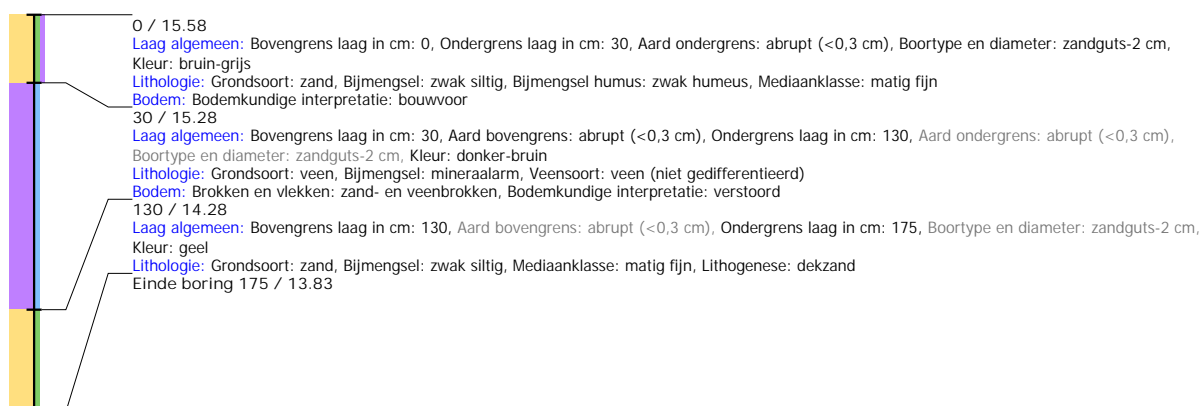 0 / 15.58
Laag algemeen: Bovengrens laag in cm: 0, Ondergrens laag in cm: 30, Aard ondergrens: abrupt (<0,3 cm), Boortype en diameter: zandguts-2 cm,
Kleur: bruin-grijs
Lithologie: Grondsoort: zand, Bijmengsel: zwak siltig, Bijmengsel humus: zwak humeus, Mediaanklasse: matig fijn
Bodem: Bodemkundige interpretatie: bouwvoor
30 / 15.28
Laag algemeen: Bovengrens laag in cm: 30, Aard bovengrens: abrupt (<0,3 cm), Ondergrens laag in cm: 130, Aard ondergrens: abrupt (<0,3 cm),
Boortype en diameter: zandguts-2 cm, Kleur: donker-bruin
Lithologie: Grondsoort: veen, Bijmengsel: mineraalarm, Veensoort: veen (niet gedifferentieerd)
Bodem: Brokken en vlekken: zand- en veenbrokken, Bodemkundige interpretatie: verstoord
130 / 14.28
Laag algemeen: Bovengrens laag in cm: 130, Aard bovengrens: abrupt (<0,3 cm), Ondergrens laag in cm: 175, Boortype en diameter: zandguts-2 cm,
Kleur: geel
Lithologie: Grondsoort: zand, Bijmengsel: zwak siltig, Mediaanklasse: matig fijn, Lithogenese: dekzand
Einde boring 175 / 13.83